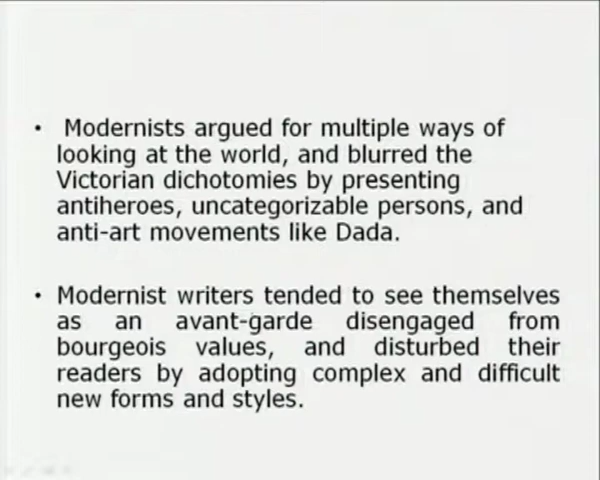 • Modernists argued for multiple ways of
looking at the world, and blurred the
Victorian dichotomies by presenting
antiheroes, uncategorizable persons, and
anti-art movements like Dada.
• Modernist writers tended to see themselves
as an avant-garde disengaged from
bourgeois values, and disturbed their
readers by adopting complex and difficult
new forms and styles.